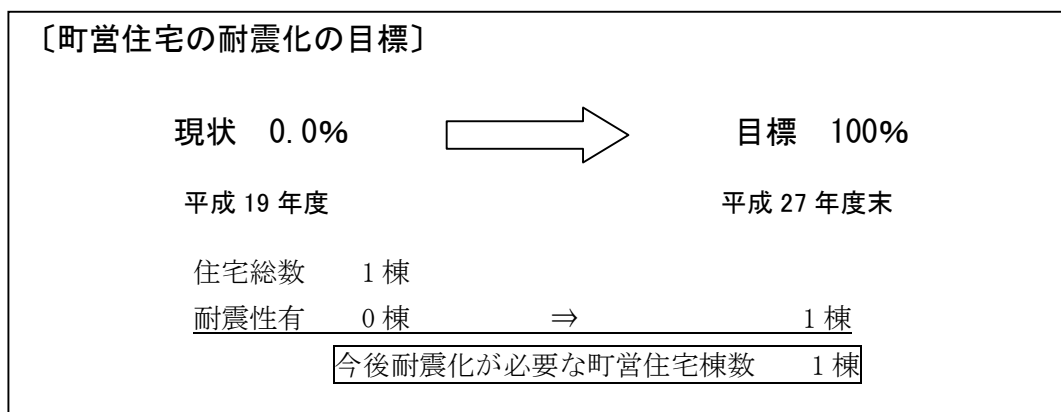 〔町営住宅の耐震化の目標〕
現状 0.0% 目標 100%
平成 19 年度 平成 27 年度末
住宅総数 1 棟
耐震性有 0 棟 ⇒ 1 棟
今後耐震化が必要な町営住宅棟数 1 棟